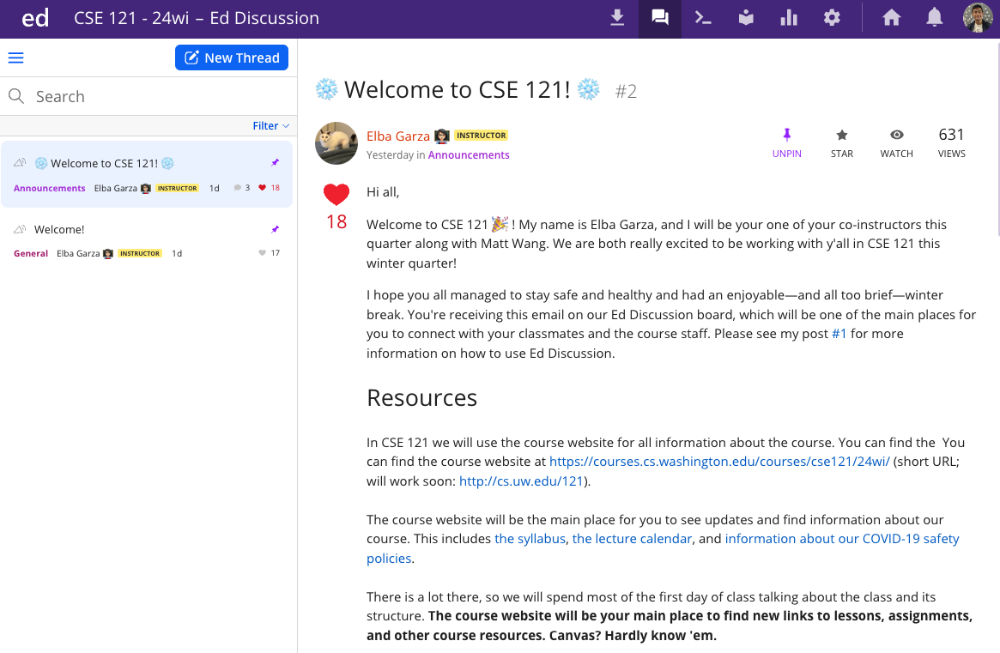 ed CSE 121 - 24wi – Ed Discussion
New Thread
Search
Filter
Welcome to CSE 121!
Announcements Elba Garza INSTRUCTOR 1d 3 18
Welcome!
General Elba Garza INSTRUCTOR 1d 17
Welcome to CSE 121! #2
Elba Garza INSTRUCTOR
Yesterday in Announcements
UNPIN
STAR
WATCH
631
VIEWS
18
Hi all,
Welcome to CSE 121 🎉 ! My name is Elba Garza, and I will be your one of your co-instructors this
quarter along with Matt Wang. We are both really excited to be working with y'all in CSE 121 this
winter quarter!
I hope you all managed to stay safe and healthy and had an enjoyable—and all too brief—winter
break. You're receiving this email on our Ed Discussion board, which will be one of the main places for
you to connect with your classmates and the course staff. Please see my post #1 for more
information on how to use Ed Discussion.
Resources
In CSE 121 we will use the course website for all information about the course. You can find the  You
can find the course website at https://courses.cs.washington.edu/courses/cse121/24wi/ (short URL;
will work soon: http://cs.uw.edu/121).
The course website will be the main place for you to see updates and find information about our
course. This includes the syllabus, the lecture calendar, and information about our COVID-19 safety
policies.
There is a lot there, so we will spend most of the first day of class talking about the class and its
structure. The course website will be your main place to find new links to lessons, assignments,
and other course resources. Canvas? Hardly know 'em.